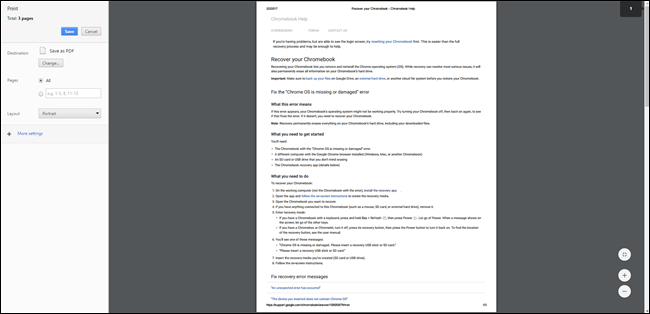 Print
Total: 3 pages
Save
Cancel
Destination
Save as PDF
Change...
Pages
All
e.g. 1-5, 8, 11-13
Layout
Portrait
+ More settings
Recover your Chromebook - Chromebook Help
1
Chromebook Help
CONTACT US
If you're having problems, but are able to see the login screen, try resetting your Chromebook first. This is easier than the full
recovery process and may be enough to help.
Recover your Chromebook
Recovering your Chromebook lets you remove and reinstall the Chrome operating system (OS). While recovery can resolve most serious issues, it will
also permanently erase all information on your Chromebook's hard drive.
Important: Make sure to back up your files on Google Drive, an external hard drive, or another cloud file system before you restore your Chromebook.
Fix the "Chrome OS is missing or damaged" error
What this error means
If this error appears, your Chromebook's operating system might not be working properly. Try turning your Chromebook off, then back on again, to see
if that fixes the error. If it doesn't, you need to recover your Chromebook.
Note: Recovery permanently erases everything on your Chromebook's hard drive, including your downloaded files.
What you need to get started
You'll need:
• The Chromebook with the "Chrome OS is missing or damaged" error
• A different computer with the Google Chrome browser installed (Windows, Mac, or another Chromebook)
• An SD card or USB drive that you don't mind erasing
• The Chromebook recovery app (details below)
What you need to do
To recover your Chromebook:
1. On the working computer (not the Chromebook with the error), install the recovery app
2. Open the app and follow the on-screen instructions to create the recovery media.
3. Open the Chromebook you want to recover.
4. If you have anything connected to this Chromebook (such as a mouse, SD card, or external hard drive), remove it.
5. Enter recovery mode:
• If you have a Chromebook with a keyboard, press and hold Esc + Refresh, then press Power. Let go of Power. When a message shows on
the screen, let go of the other keys.
• If you have a Chromebox or Chromebit, turn it off, press its recovery button, then press the Power button to turn it back on. To find the location
of the recovery button, see the user manual.
6. You'll see one of these messages:
• "Chrome OS is missing or damaged. Please insert a recovery USB stick or SD card."
• "Please insert a recovery USB stick or SD card."
7. Insert the recovery media you've created (SD card or USB drive).
8. Follow the on-screen instructions.
Fix recovery error messages
"An unexpected error has occurred"
"The device you inserted does not contain Chrome OS"
+
−